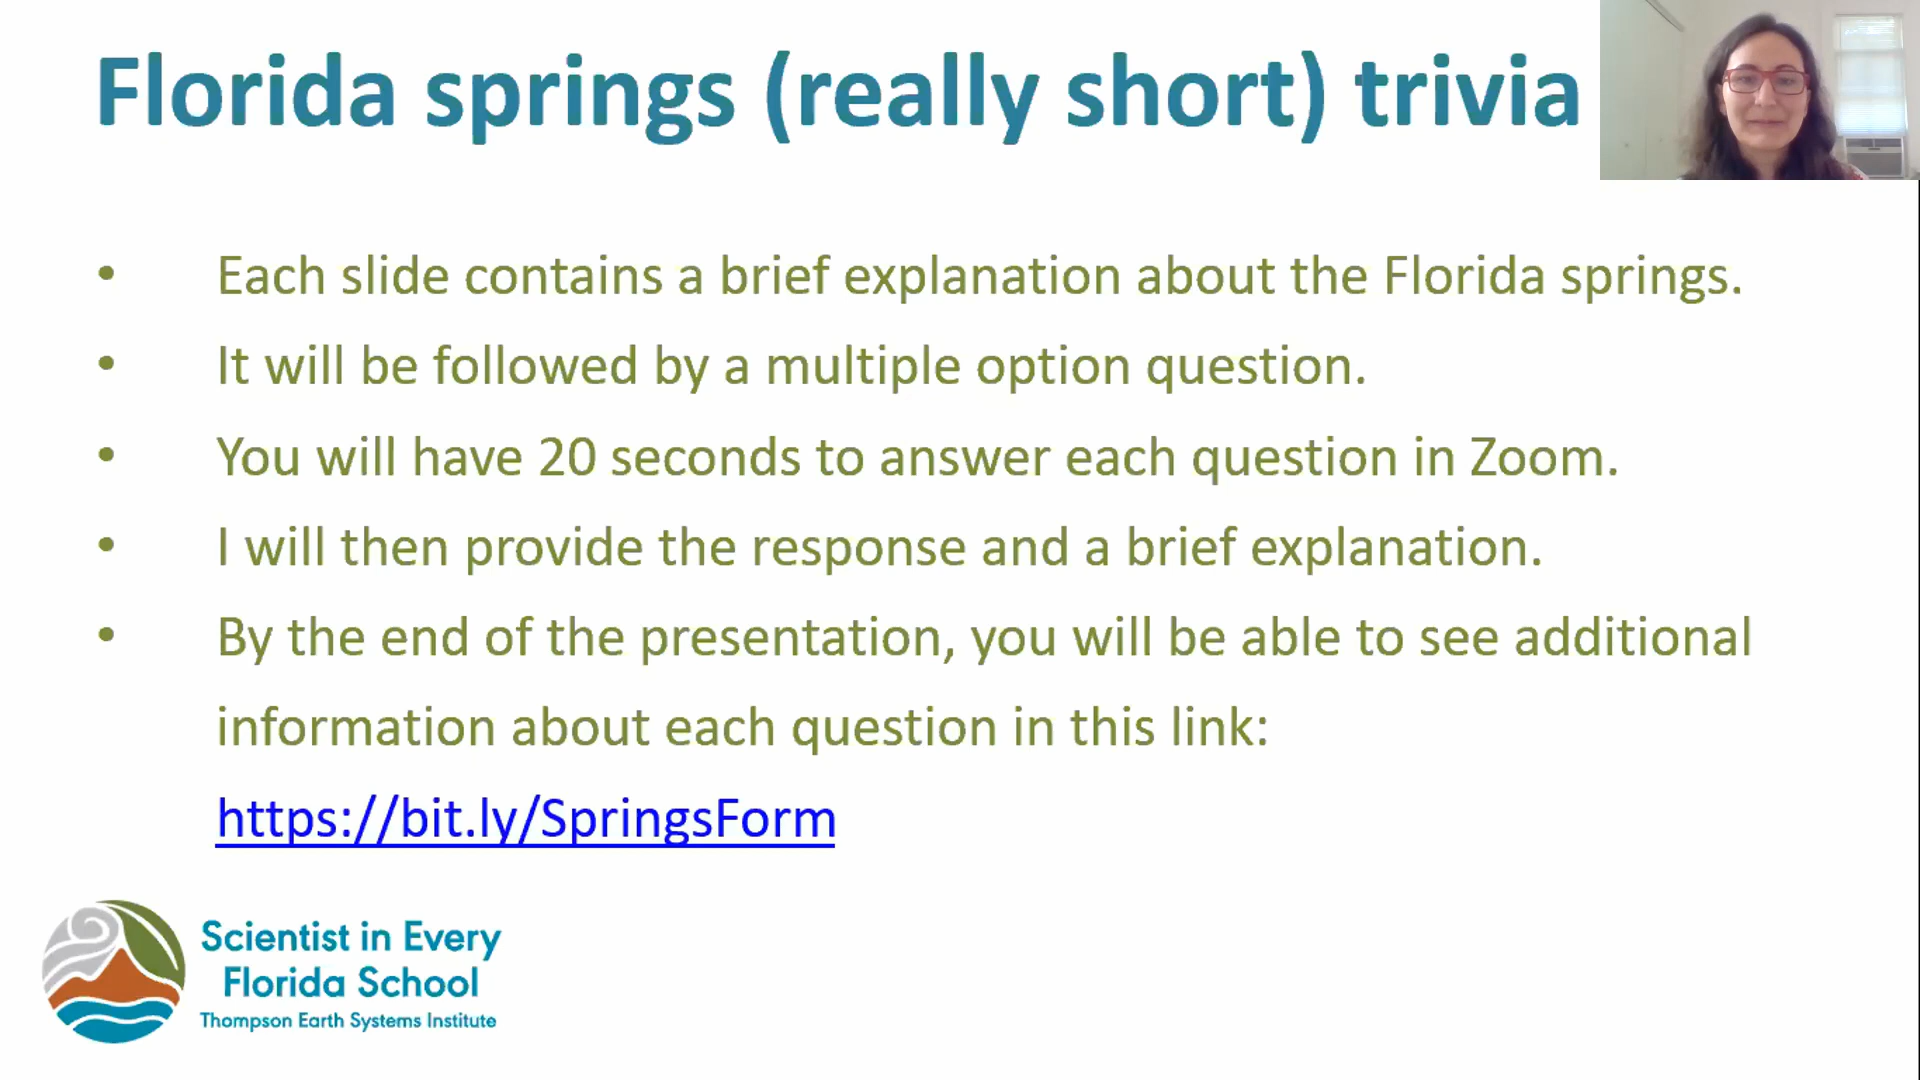 Florida springs (really short) trivia
• Each slide contains a brief explanation about the Florida springs.
• It will be followed by a multiple option question.
• You will have 20 seconds to answer each question in Zoom.
• I will then provide the response and a brief explanation.
• By the end of the presentation, you will be able to see additional
information about each question in this link:
https://bit.ly/SpringsForm
Scientist in Every
Florida School
Thompson Earth Systems Institute